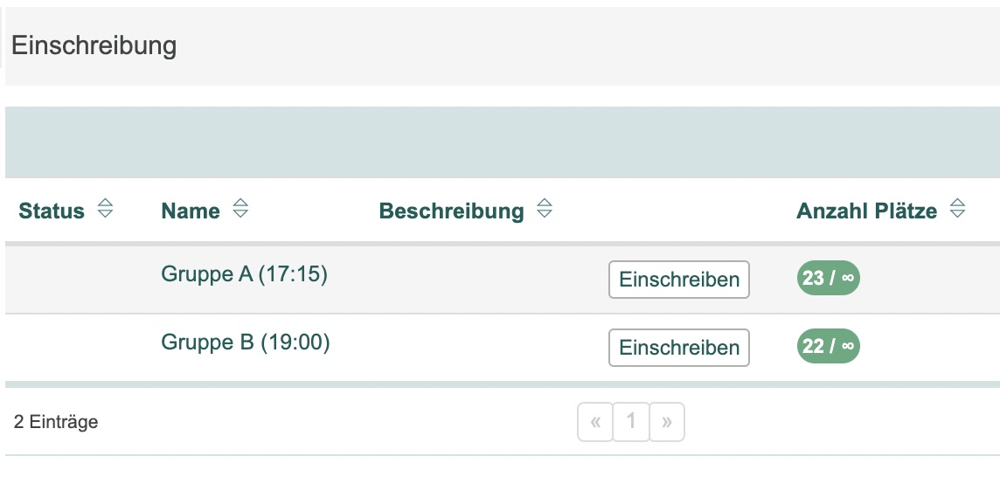 Einschreibung
Status Name Beschreibung Anzahl Plätze
Gruppe A (17:15) Einschreiben 23 / ∞
Gruppe B (19:00) Einschreiben 22 / ∞
2 Einträge « 1 »